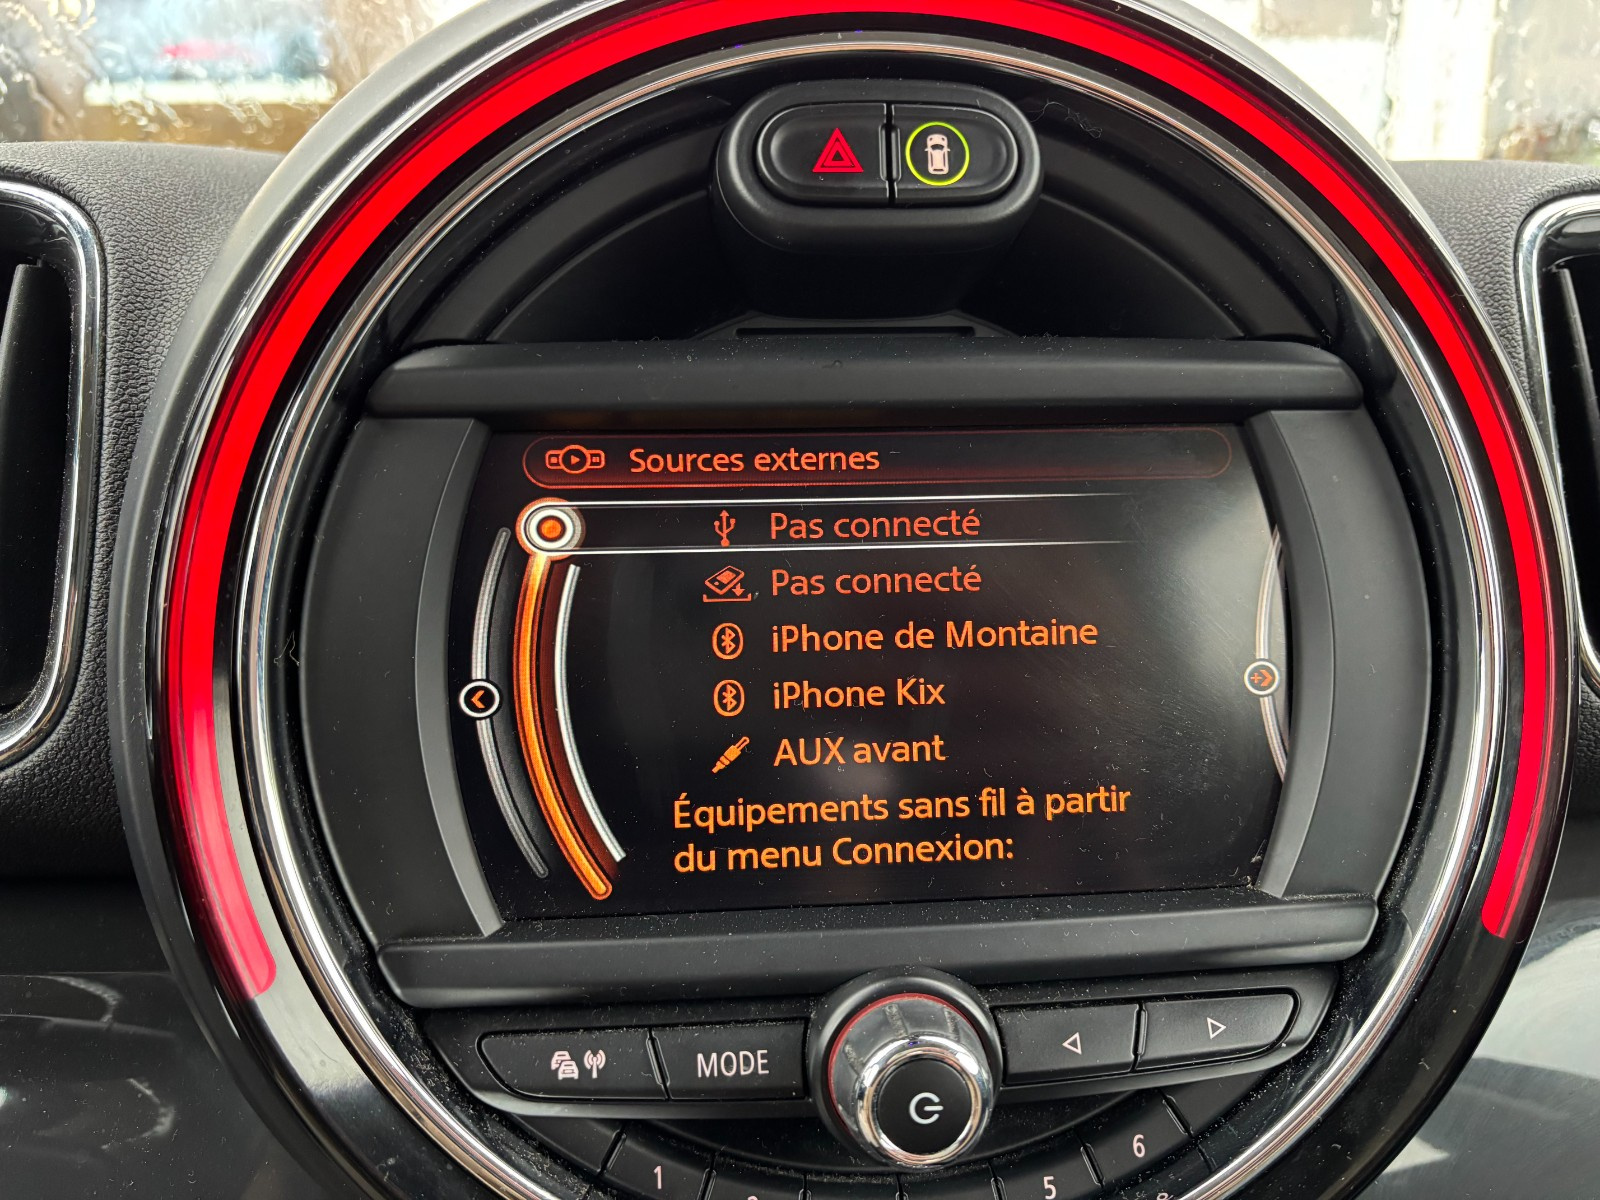 Sources externes
Pas connecté
Pas connecté
iPhone de Montaine
iPhone Kix
AUX avant
Équipements sans fil à partir
du menu Connexion:
MODE
1
5
6